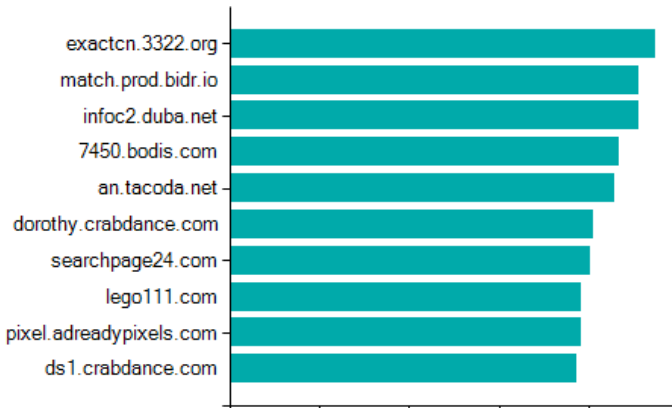 exactcn.3322.org
match.prod.bidr.io
infoc2.duba.net
7450.bodis.com
an.tacoda.net
dorothy.crabdance.com
searchpage24.com
lego111.com
pixel.adreadypixels.com
ds1.crabdance.com